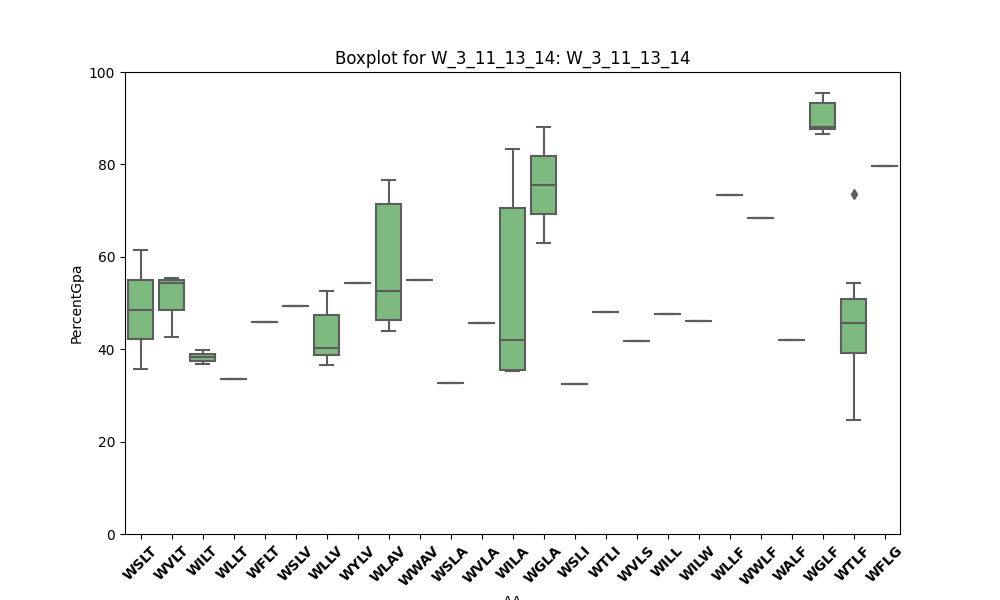 Boxplot for W_3_11_13_14: W_3_11_13_14
100
80
60
40
20
0
PercentGpa
WSLT
WVLT
WILT
WLLT
WFLT
WSLV
WLLV
WYLV
WLAV
WWAV
WSLA
WVLA
WILA
WGLA
WSLI
WTLI
WVLS
WILL
WILW
WLLF
WWLF
WALF
WGLF
WTLF
WFLG